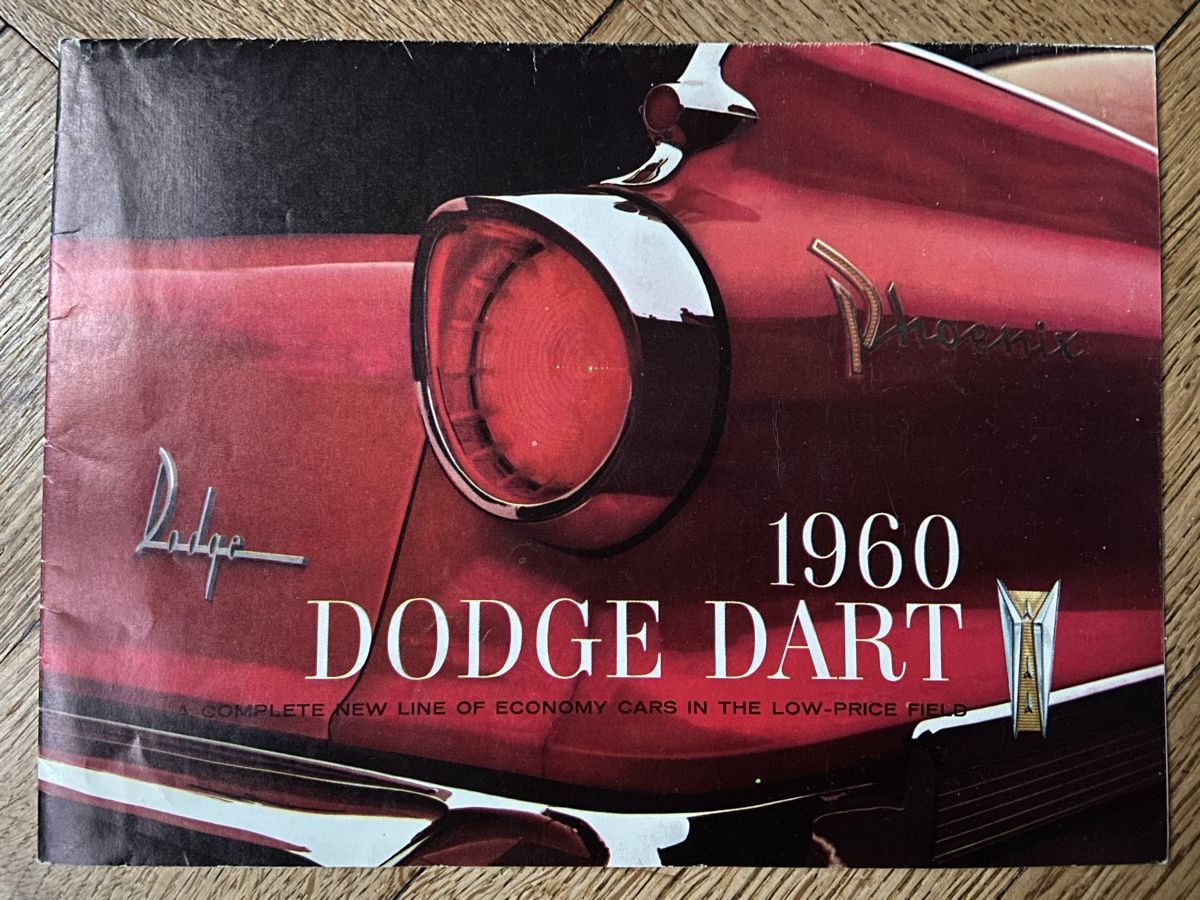 Phoenix
Dodge
1960
DODGE DART
A COMPLETE NEW LINE OF ECONOMY CARS IN THE LOW-PRICE FIELD